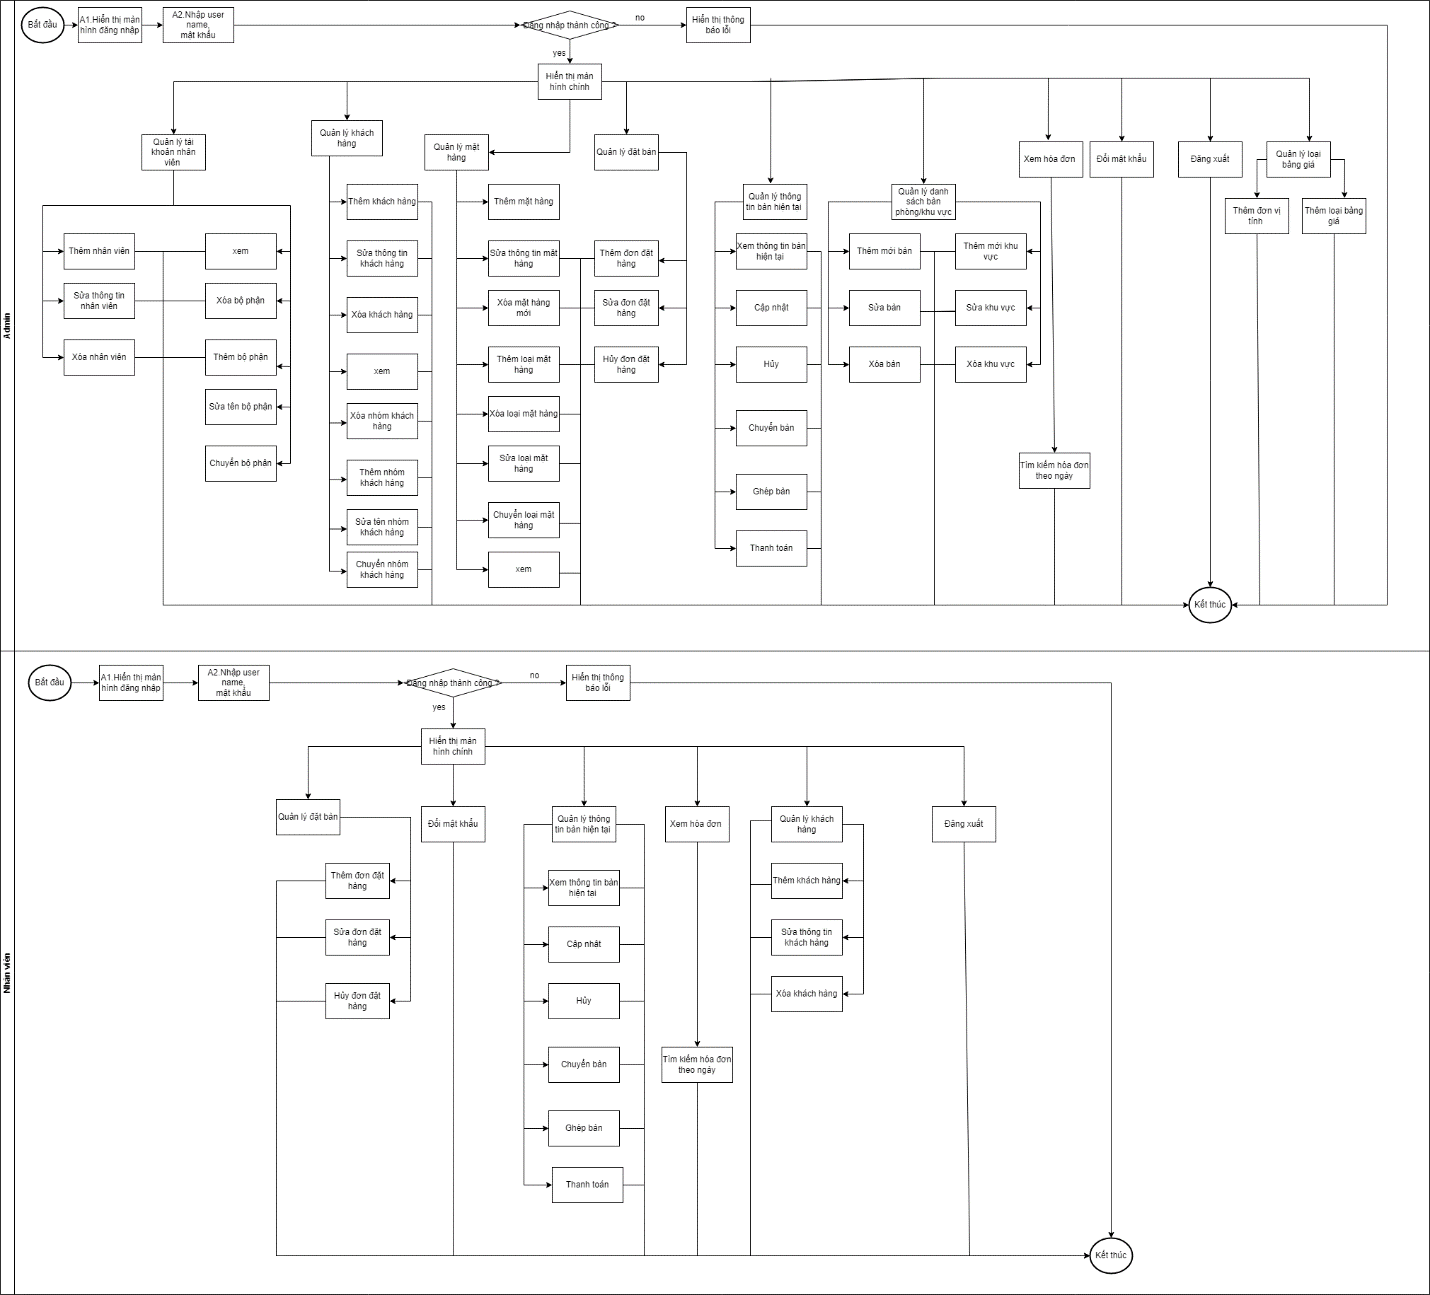 Admin
Bắt đầu
A1.Hiển thị màn
hình đăng nhập
A2.Nhập user
name,
mật khẩu
Đăng nhập thành công ?
no
Hiển thị thông
báo lỗi
yes
Hiển thị màn
hình chính
Quản lý tài
khoản nhân
viên
Thêm nhân viên
Sửa thông tin
nhân viên
Xóa nhân viên
xem
Xóa bộ phận
Thêm bộ phận
Sửa tên bộ phận
Chuyển bộ phận
Quản lý khách
hàng
Thêm khách hàng
Sửa thông tin
khách hàng
Xóa khách hàng
xem
Xóa nhóm khách
hàng
Thêm nhóm
khách hàng
Sửa tên nhóm
khách hàng
Chuyển nhóm
khách hàng
Quản lý mặt
hàng
Thêm mặt hàng
Sửa thông tin mặt
hàng
Xóa mặt hàng
mới
Thêm loại mặt
hàng
Xóa loại mặt hàng
Sửa loại mặt
hàng
Chuyển loại mặt
hàng
xem
Quản lý đặt bàn
Thêm đơn đặt
hàng
Sửa đơn đặt
hàng
Hủy đơn đặt
hàng
Quản lý thông
tin bàn hiện tại
Xem thông tin bàn
hiện tại
Cập nhật
Hủy
Chuyển bàn
Ghép bàn
Thanh toán
Quản lý danh
sách bàn
phòng/khu vực
Thêm mới bàn
Sửa bàn
Xóa bàn
Thêm mới khu
vực
Sửa khu vực
Xóa khu vực
Xem hóa đơn
Tìm kiếm hóa đơn
theo ngày
Đổi mật khẩu
Đăng xuất
Quản lý loại
bảng giá
Thêm đơn vị
tính
Thêm loại bảng
giá
Kết thúc
Nhân viên
Bắt đầu
A1.Hiển thị màn
hình đăng nhập
A2.Nhập user
name,
mật khẩu
Đăng nhập thành công ?
no
Hiển thị thông
báo lỗi
yes
Hiển thị màn
hình chính
Quản lý đặt bàn
Thêm đơn đặt
hàng
Sửa đơn đặt
hàng
Hủy đơn đặt
hàng
Đổi mật khẩu
Quản lý thông
tin bàn hiện tại
Xem thông tin bàn
hiện tại
Cập nhật
Hủy
Chuyển bàn
Ghép bàn
Thanh toán
Xem hóa đơn
Tìm kiếm hóa đơn
theo ngày
Quản lý khách
hàng
Thêm khách hàng
Sửa thông tin
khách hàng
Xóa khách hàng
Đăng xuất
Kết thúc